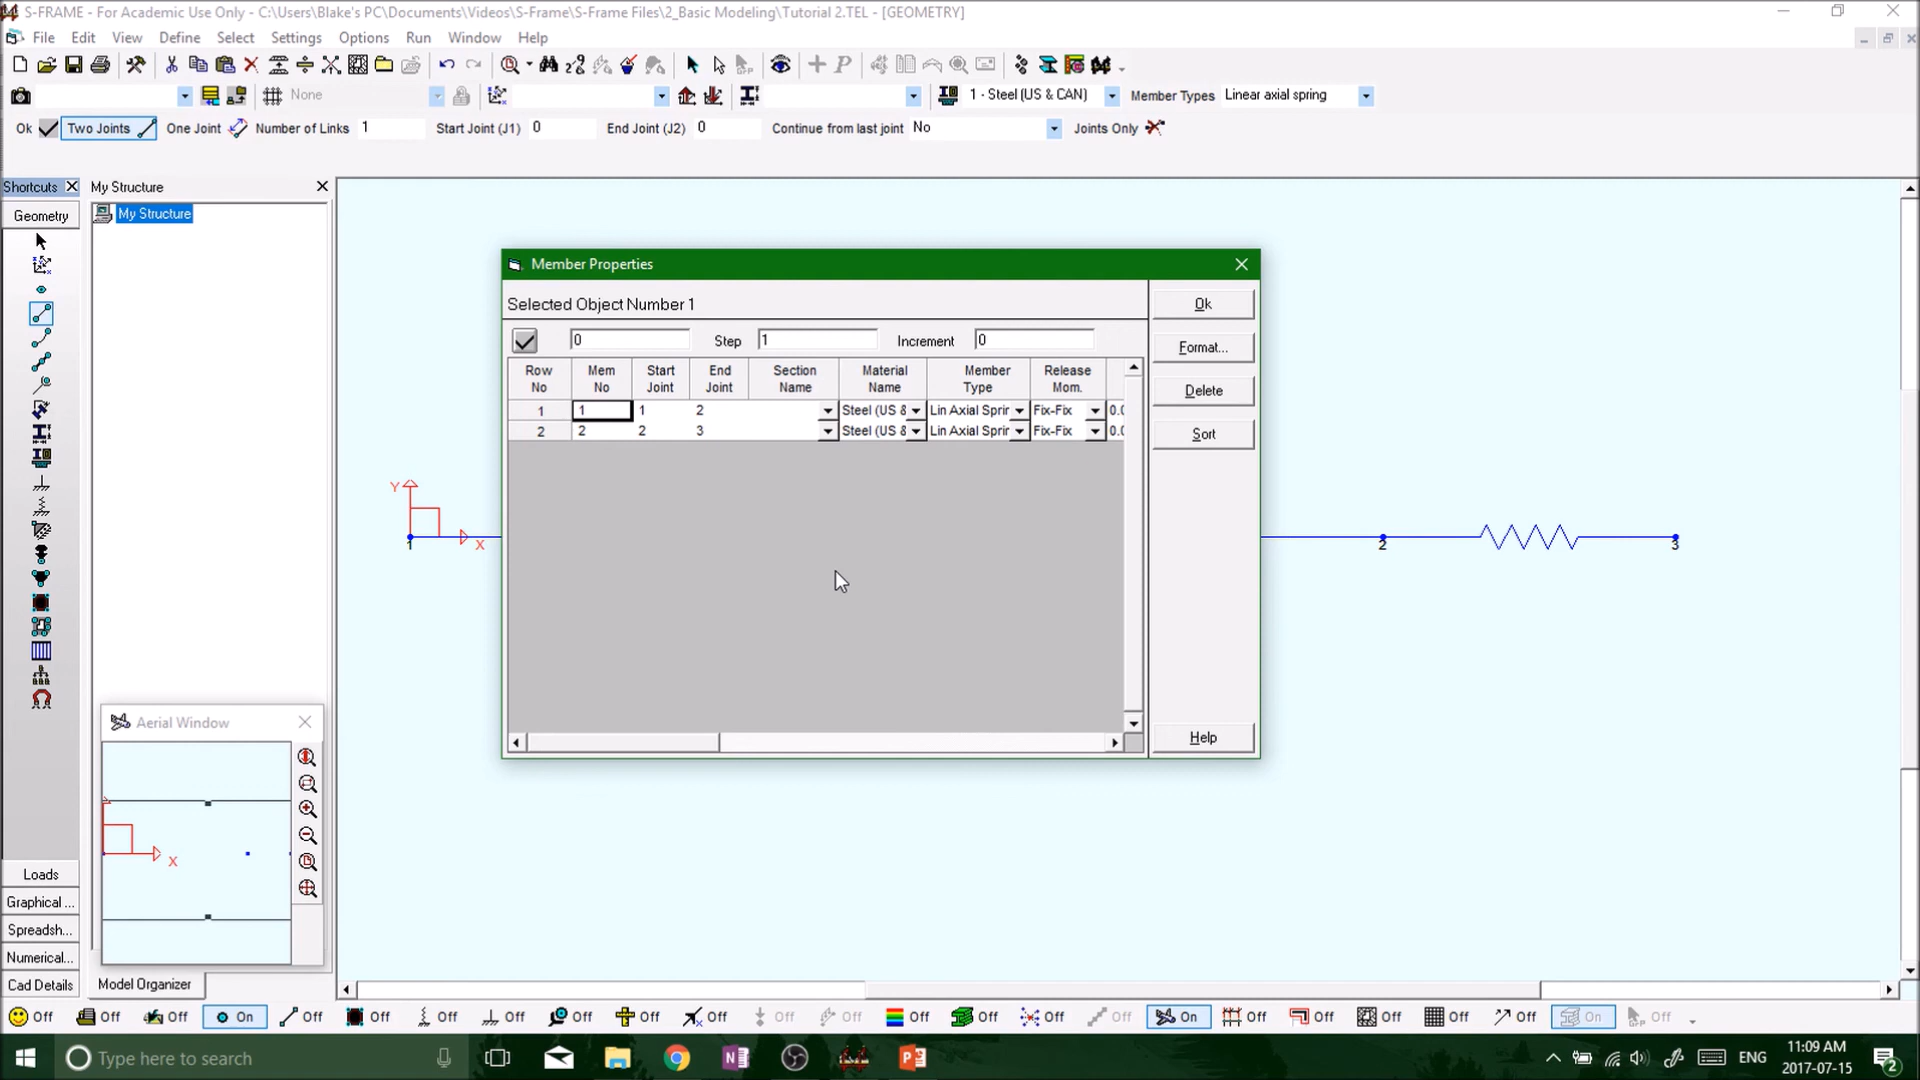 S-FRAME - For Academic Use Only - C:\Users\Blake's PC\Documents\Videos\S-Frame\S-Frame Files\2_Basic Modeling\Tutorial 2.TEL - [GEOMETRY]
File Edit View Define Select Settings Options Run Window Help
None 1 - Steel (US & CAN) Member Types Linear axial spring
Ok Two Joints One Joint Number of Links 1 Start Joint (J1) 0 End Joint (J2) 0 Continue from last joint No Joints Only
Shortcuts My Structure
Geometry My Structure
Member Properties
Selected Object Number 1 Ok
0 Step 1 Increment 0 Format...
Row No Mem No Start Joint End Joint Section Name Material Name Member Type Release Mom.
Delete
1 1 1 2 Steel (US & Lin Axial Sprir Fix-Fix 0.0
2 2 2 3 Steel (US & Lin Axial Sprir Fix-Fix 0.0
Sort
Y
X
1 2 3
Help
Aerial Window
X
Loads
Graphical ...
Spreadsh...
Numerical...
Cad Details Model Organizer
Off Off Off On Off Off Off Off Off Off Off Off Off Off Off Off Off On Off Off Off Off Off On Off
Type here to search ENG 11:09 AM
2017-07-15 2